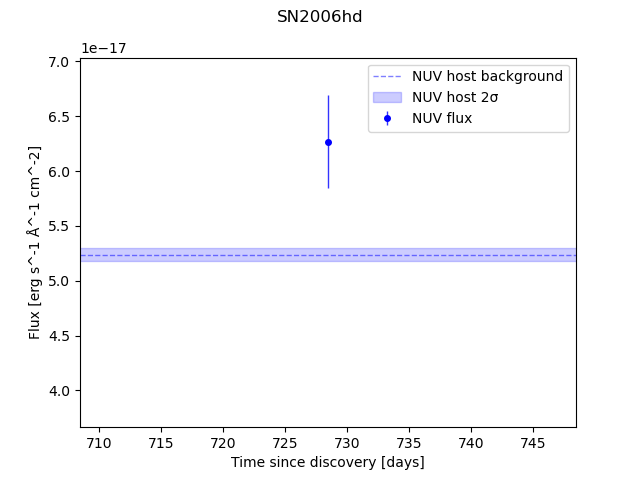 SN2006hd
1e−17
7.0
6.5
6.0
5.5
5.0
4.5
4.0
Flux [erg s^-1 Å^-1 cm^-2]
NUV host background
NUV host 2σ
NUV flux
710 715 720 725 730 735 740 745
Time since discovery [days]